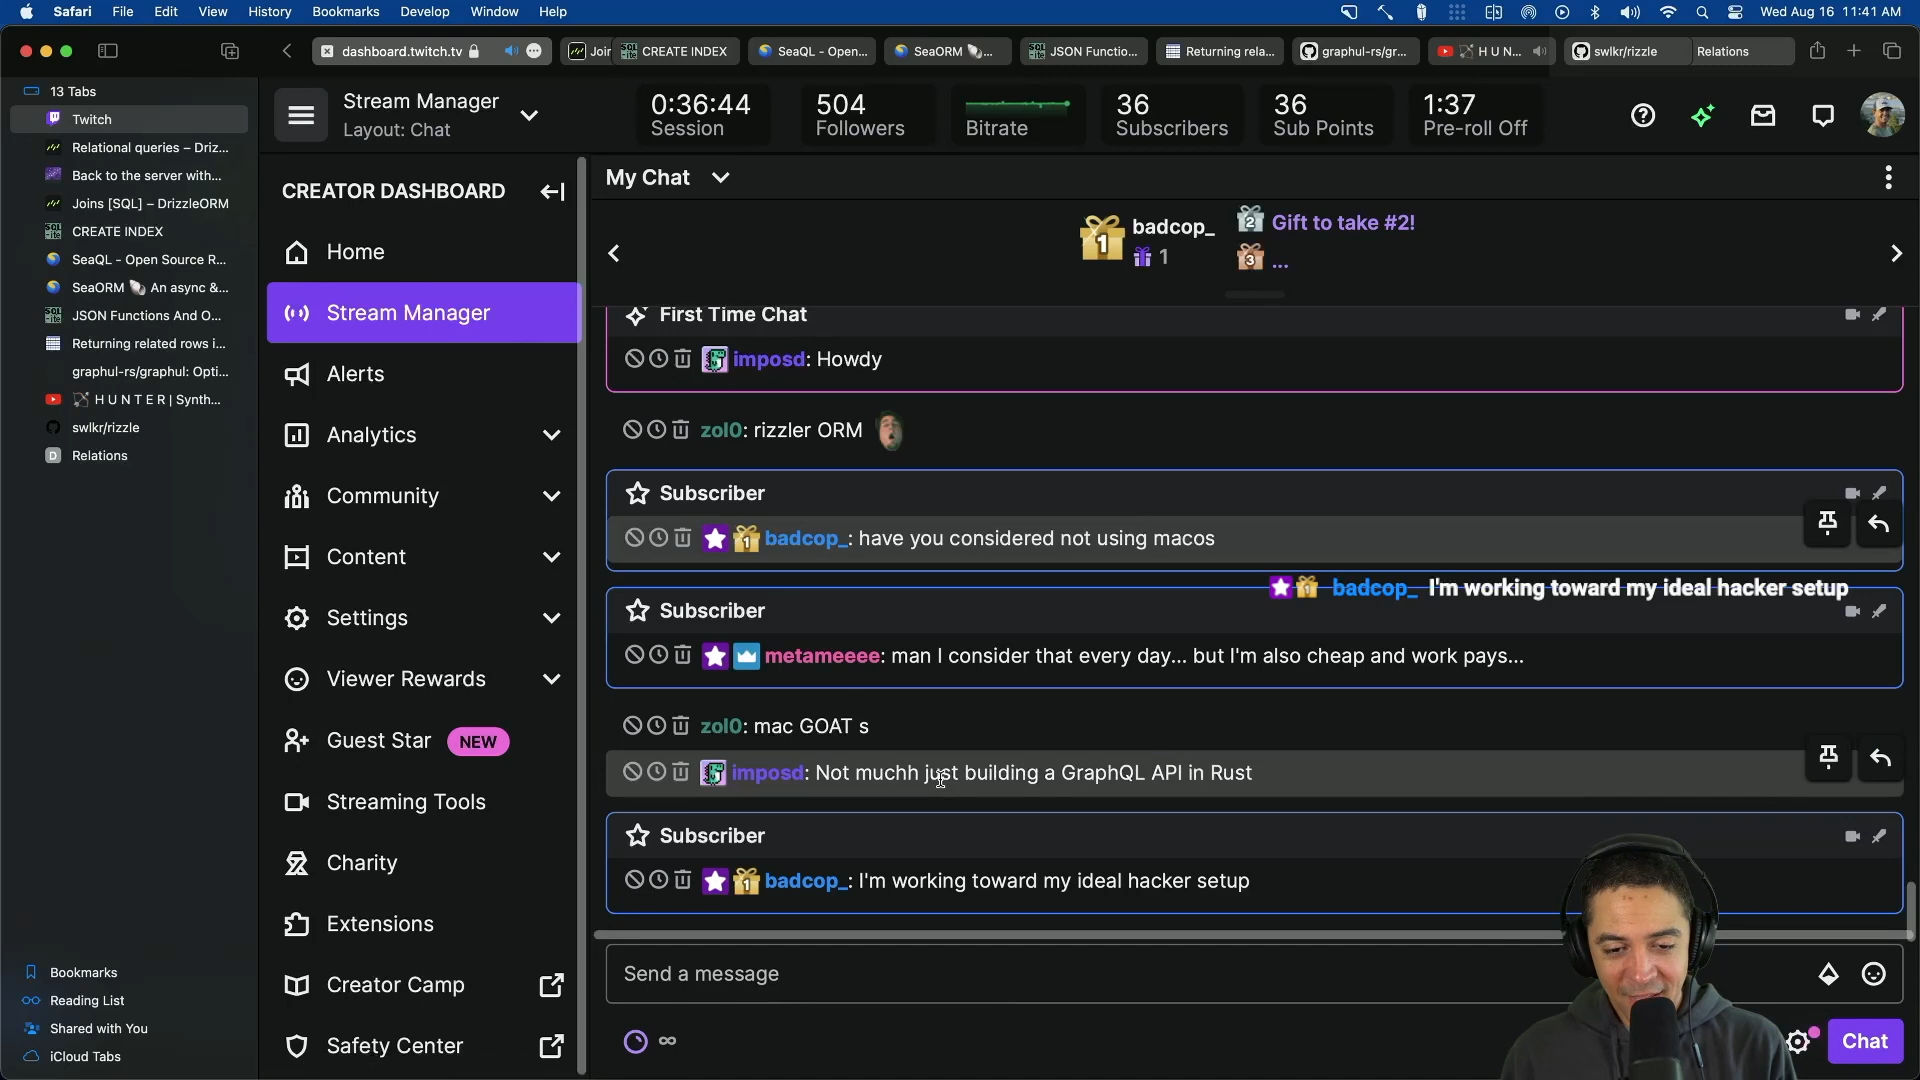 Safari File Edit View History Bookmarks Develop Window Help Wed Aug 16 11:41 AM
dashboard.twitch.tv Joir CREATE INDEX SeaQL - Open... SeaORM ... JSON Functio... Returning rela... graphul-rs/gr... H U N... swlkr/rizzle Relations
13 Tabs
Twitch
Relational queries – Driz...
Back to the server with...
Joins [SQL] – DrizzleORM
CREATE INDEX
SeaQL - Open Source R...
SeaORM An async &...
JSON Functions And O...
Returning related rows i...
graphul-rs/graphul: Opti...
H U N T E R | Synth...
swlkr/rizzle
D Relations
Bookmarks
Reading List
Shared with You
iCloud Tabs
Stream Manager
Layout: Chat
0:36:44
Session
504
Followers
Bitrate
36
Subscribers
36
Sub Points
1:37
Pre-roll Off
CREATOR DASHBOARD
Home
Stream Manager
Alerts
Analytics
Community
Content
Settings
Viewer Rewards
Guest Star NEW
Streaming Tools
Charity
Extensions
Creator Camp
Safety Center
My Chat
1 badcop_
1
2 Gift to take #2!
3 ...
First Time Chat
imposd: Howdy
zol0: rizzler ORM
Subscriber
badcop_: have you considered not using macos
badcop_ I'm working toward my ideal hacker setup
Subscriber
metameeee: man I consider that every day... but I'm also cheap and work pays...
zol0: mac GOAT s
imposd: Not muchh just building a GraphQL API in Rust
Subscriber
badcop_: I'm working toward my ideal hacker setup
Send a message
∞
Chat